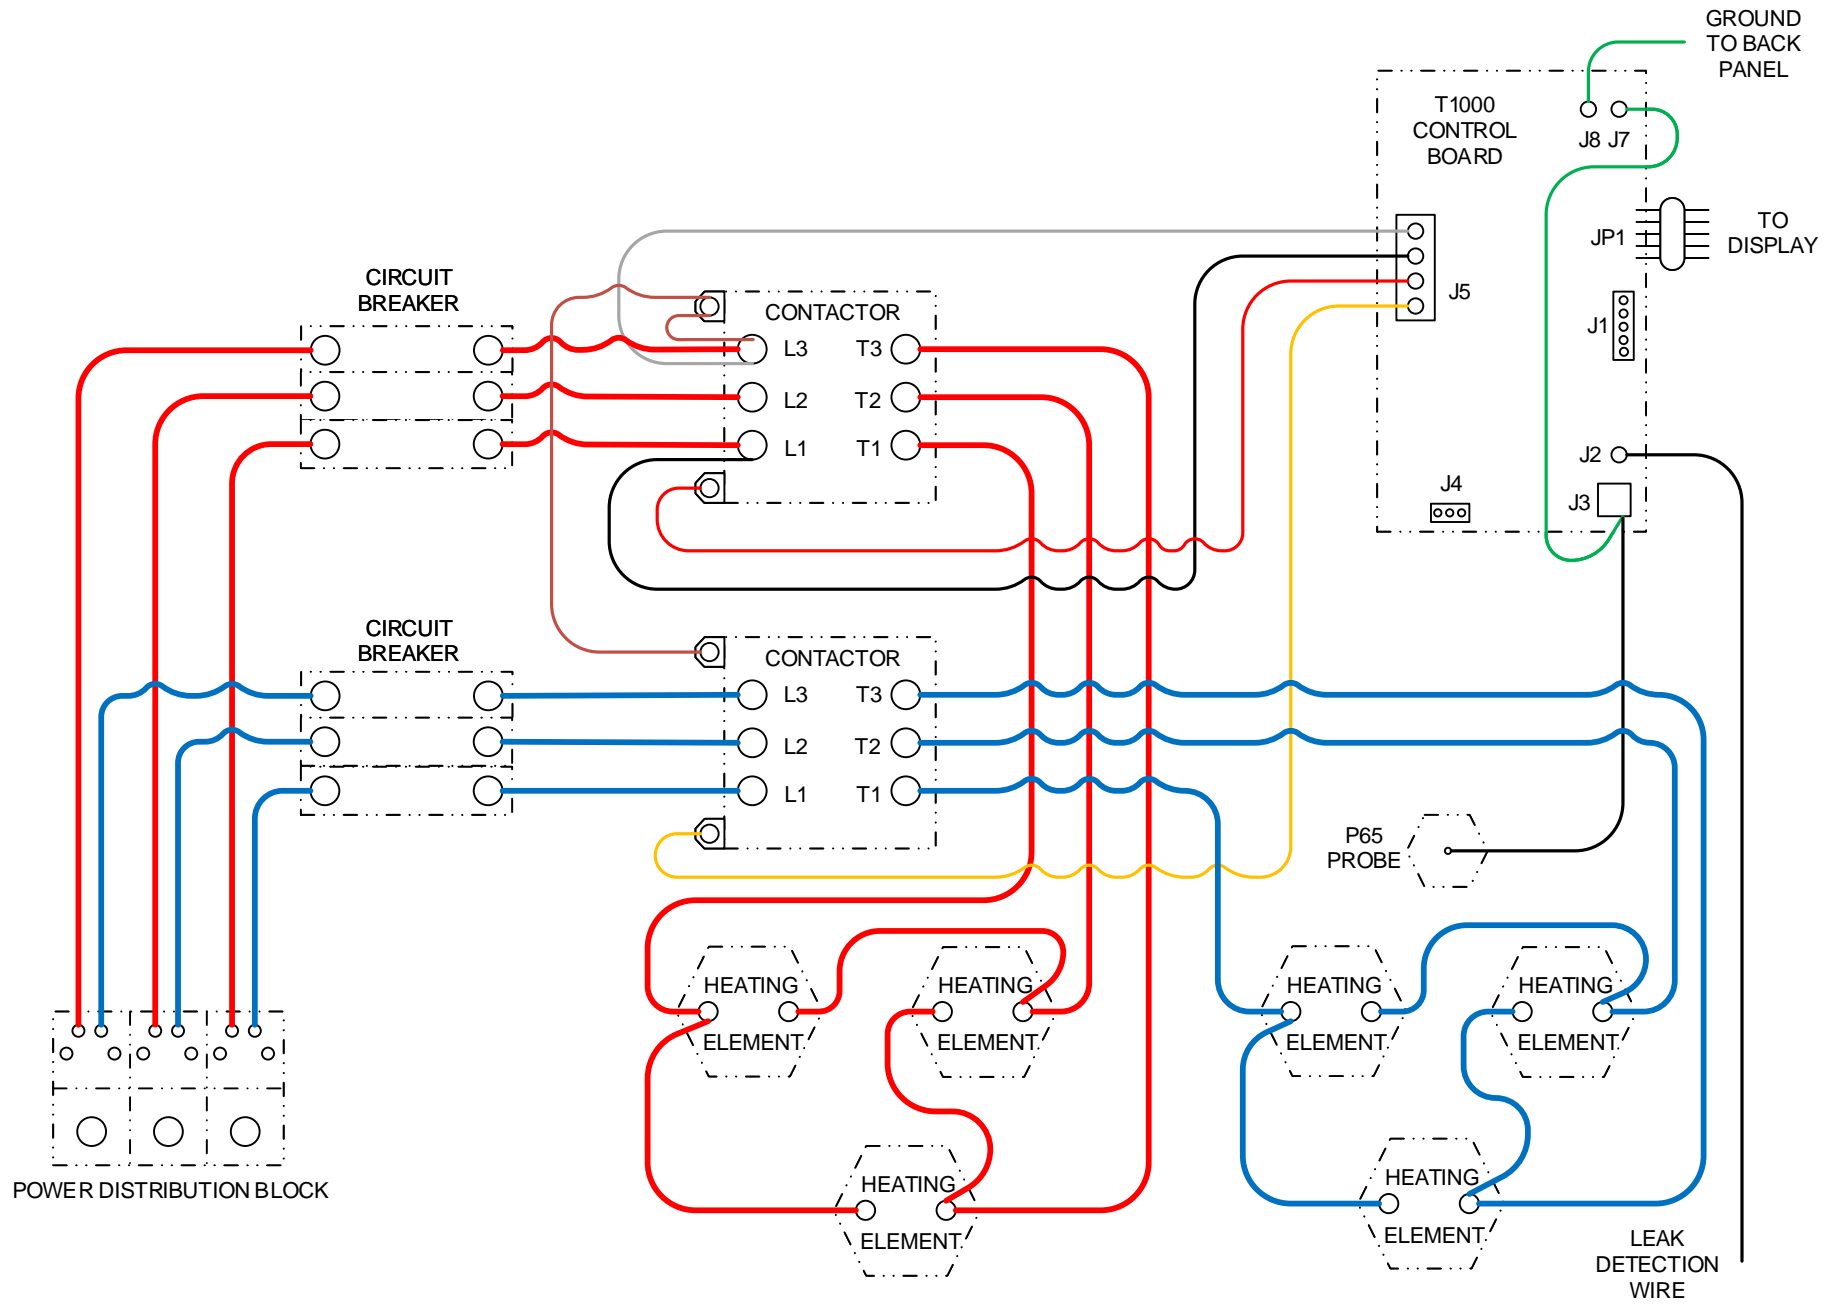 GROUND
TO BACK
PANEL
T1000
CONTROL
BOARD
J8 J7
JP1
TO
DISPLAY
J5
J1
J2
J4
J3
CIRCUIT
BREAKER
CONTACTOR
L3 T3
L2 T2
L1 T1
CIRCUIT
BREAKER
CONTACTOR
L3 T3
L2 T2
L1 T1
P65
PROBE
HEATING
ELEMENT
HEATING
ELEMENT
HEATING
ELEMENT
HEATING
ELEMENT
HEATING
ELEMENT
HEATING
ELEMENT
POWER DISTRIBUTION BLOCK
LEAK
DETECTION
WIRE